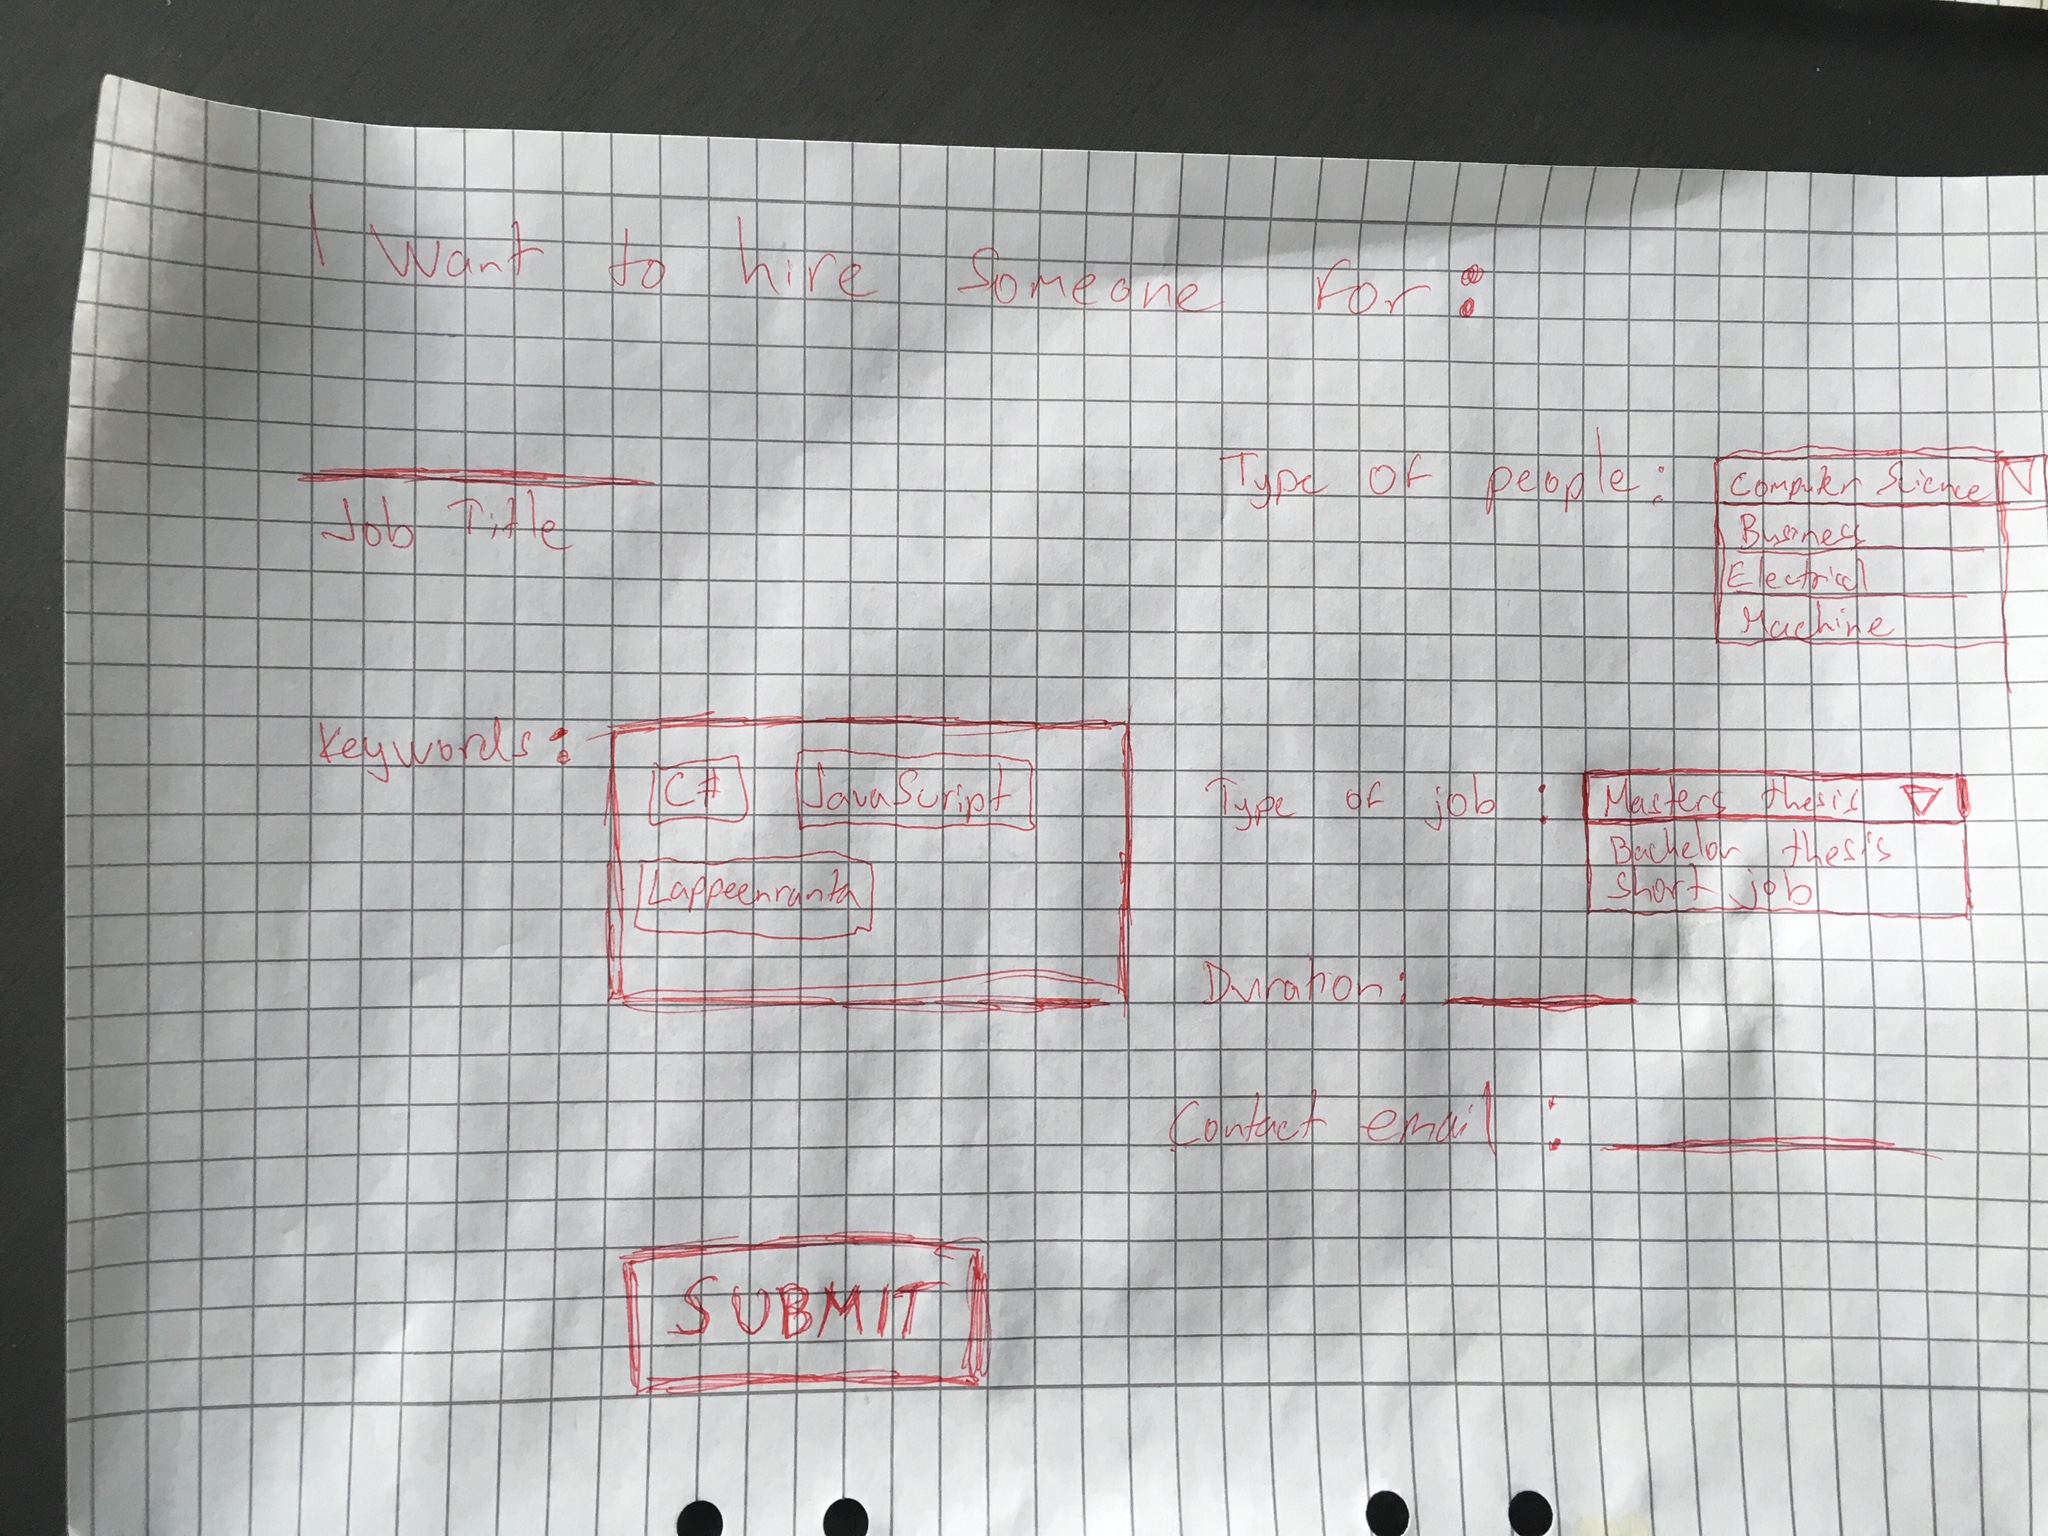 I want to hire Someone for:
Job Title
Type of people:
Computer Science
Business
Electrical
Machine
Keywords:
C#
JavaScript
Lappeenranta
Type of job :
Masters thesis
Bachelor thesis
Short job
Duration:
Contact email :
SUBMIT